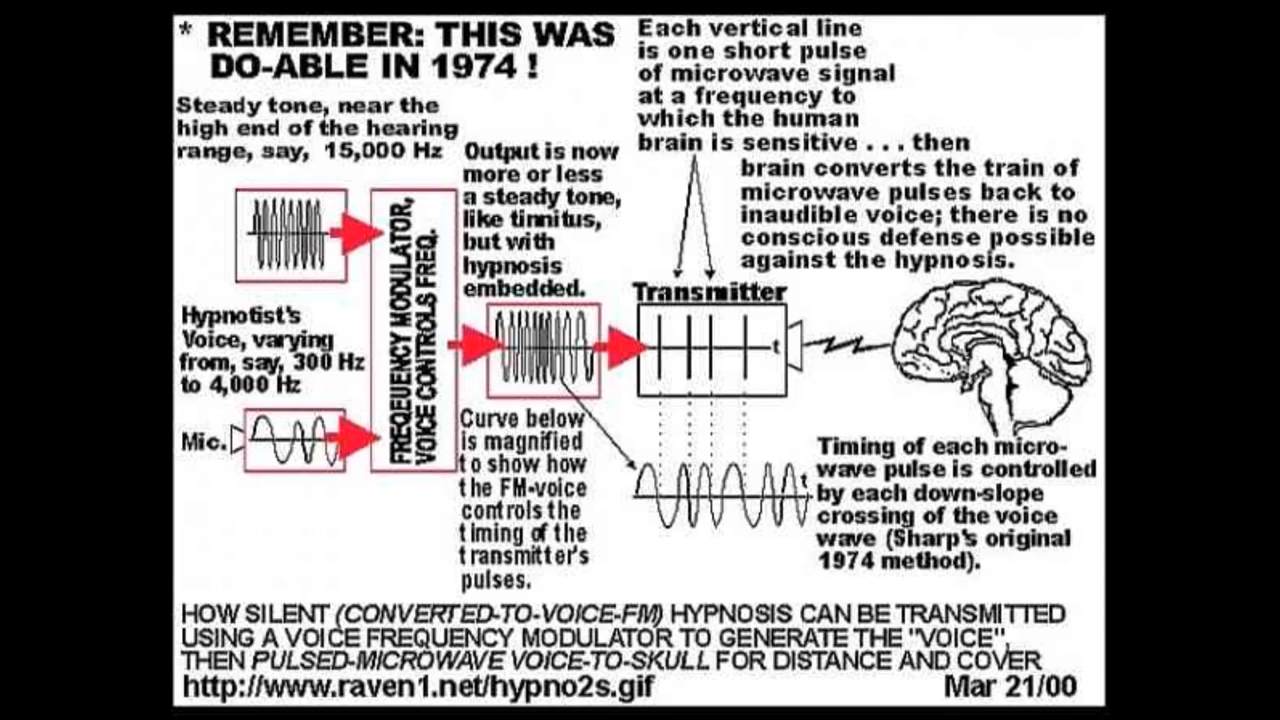 * REMEMBER: THIS WAS
DO-ABLE IN 1974 !
Steady tone, near the
high end of the hearing
range, say, 15,000 Hz
Hypnotist's
Voice, varying
from, say, 300 Hz
to 4,000 Hz
Mic.
FREQEUENCY MODULATOR,
VOICE CONTROLS FREQ.
Output is now
more or less
a steady tone,
like tinnitus,
but with
hypnosis
embedded.
Curve below
is magnified
to show how
the FM-voice
controls the
timing of the
transmitter's
pulses.
Each vertical line
is one short pulse
of microwave signal
at a frequency to
which the human
brain is sensitive . . . then
brain converts the train of
microwave pulses back to
inaudible voice; there is no
conscious defense possible
against the hypnosis.
Transmitter
t
t
Timing of each micro-
wave pulse is controlled
by each down-slope
crossing of the voice
wave (Sharp's original
1974 method).
HOW SILENT (CONVERTED-TO-VOICE-FM) HYPNOSIS CAN BE TRANSMITTED
USING A VOICE FREQUENCY MODULATOR TO GENERATE THE "VOICE",
THEN PULSED-MICROWAVE VOICE-TO-SKULL FOR DISTANCE AND COVER
http://www.raven1.net/hypno2s.gif
Mar 21/00